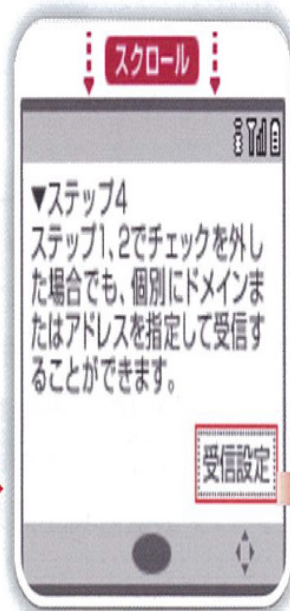 スクロール
▼ステップ4
ステップ1、2でチェックを外し
た場合でも、個別にドメインま
たはアドレスを指定して受信す
ることができます。
受信設定